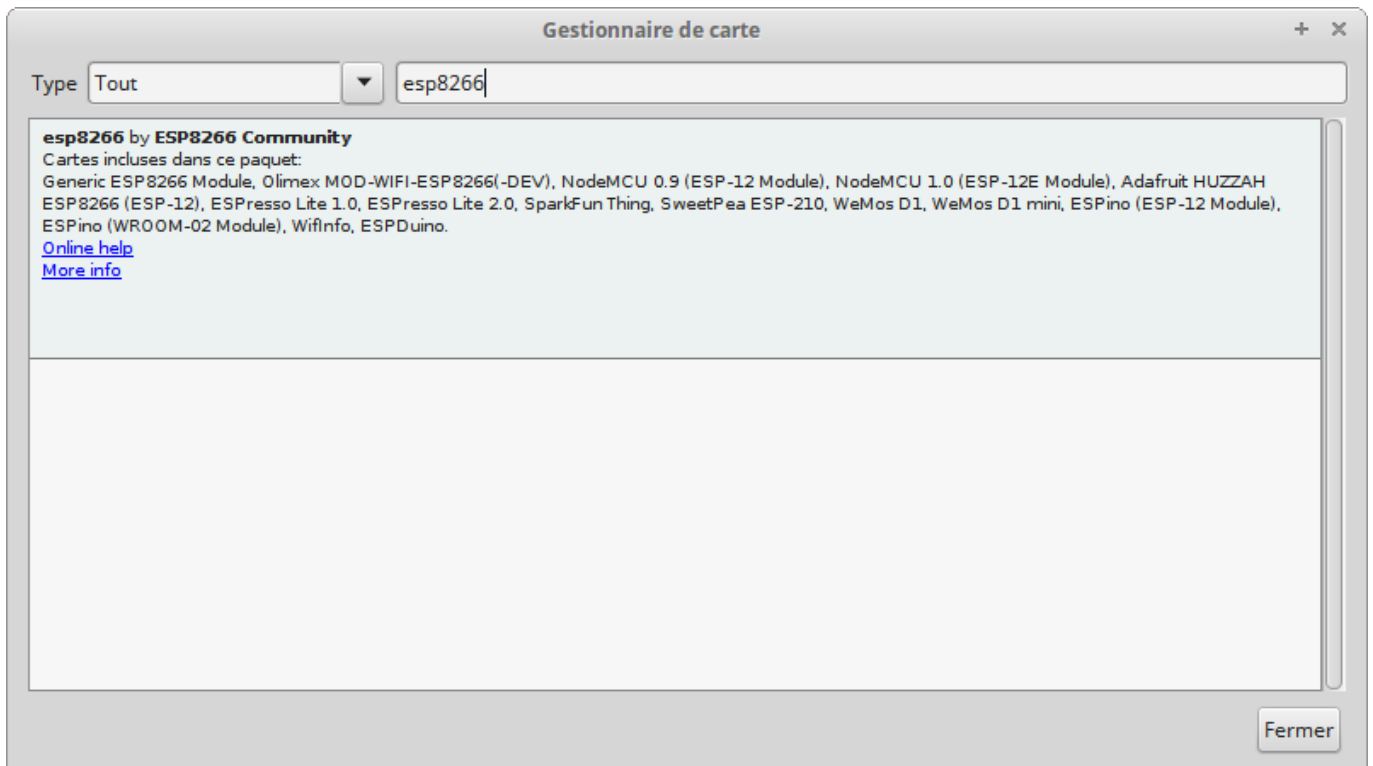 Gestionnaire de carte
Type Tout esp8266
esp8266 by ESP8266 Community
Cartes incluses dans ce paquet:
Generic ESP8266 Module, Olimex MOD-WIFI-ESP8266(-DEV), NodeMCU 0.9 (ESP-12 Module), NodeMCU 1.0 (ESP-12E Module), Adafruit HUZZAH
ESP8266 (ESP-12), ESPresso Lite 1.0, ESPresso Lite 2.0, SparkFun Thing, SweetPea ESP-210, WeMos D1, WeMos D1 mini, ESPino (ESP-12 Module),
ESPino (WROOM-02 Module), WifInfo, ESPDuino.
Online help
More info
Fermer